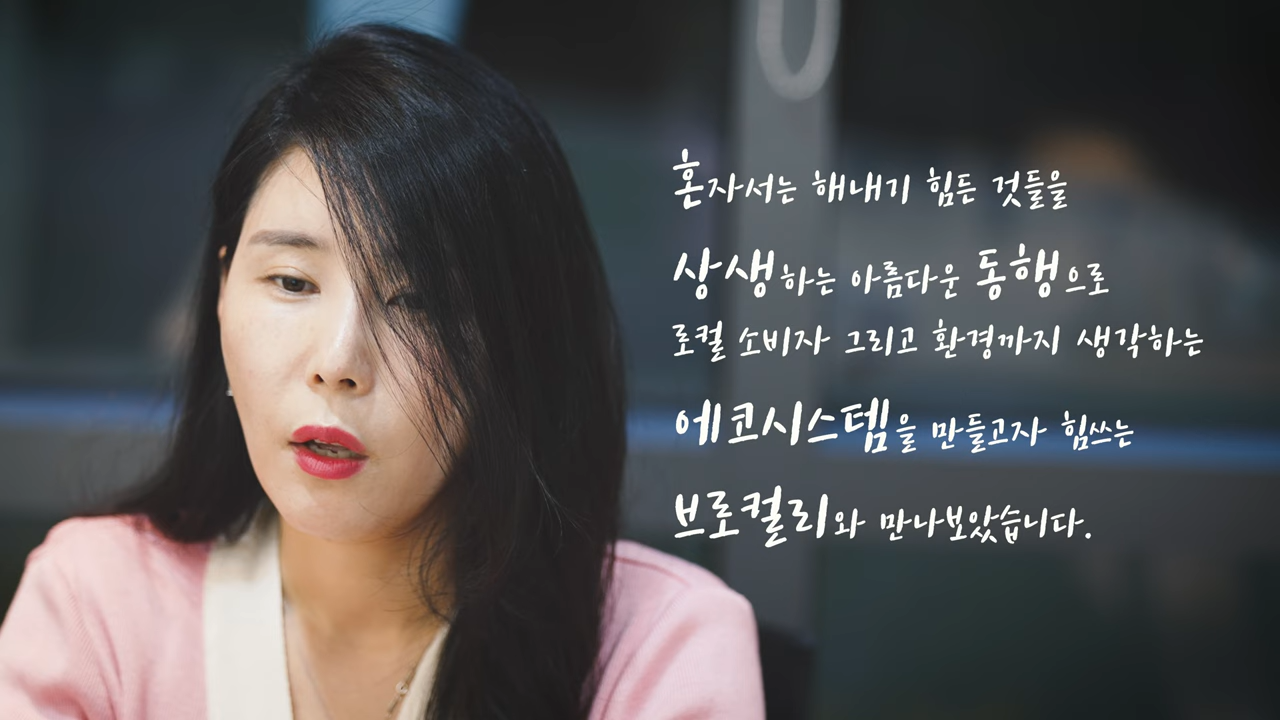 혼자서는 해내기 힘든 것들을
상생하는 아름다운 동행으로
로컬 소비자 그리고 환경까지 생각하는
에코시스템을 만들고자 힘쓰는
브로컬리와 만나보았습니다.